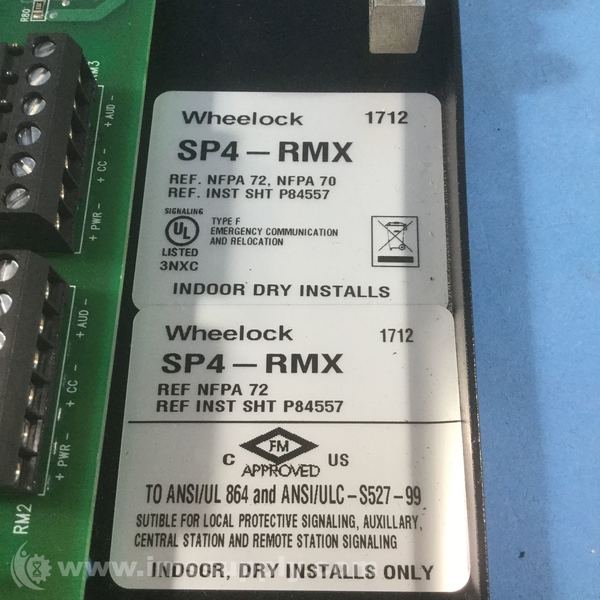 R80
RM3
+ AUD -
+ CC -
+ PWR -
+ AUD -
+ CC -
+ PWR -
RM2
Wheelock 1712
SP4-RMX
REF. NFPA 72, NFPA 70
REF. INST SHT P84557
SIGNALING
UL
LISTED
3NXC
TYPE F
EMERGENCY COMMUNICATION
AND RELOCATION
INDOOR DRY INSTALLS
Wheelock 1712
SP4-RMX
REF NFPA 72
REF INST SHT P84557
C FM US
APPROVED
TO ANSI/UL 864 and ANSI/ULC-S527-99
SUTIBLE FOR LOCAL PROTECTIVE SIGNALING, AUXILLARY,
CENTRAL STATION AND REMOTE STATION SIGNALING
INDOOR, DRY INSTALLS ONLY